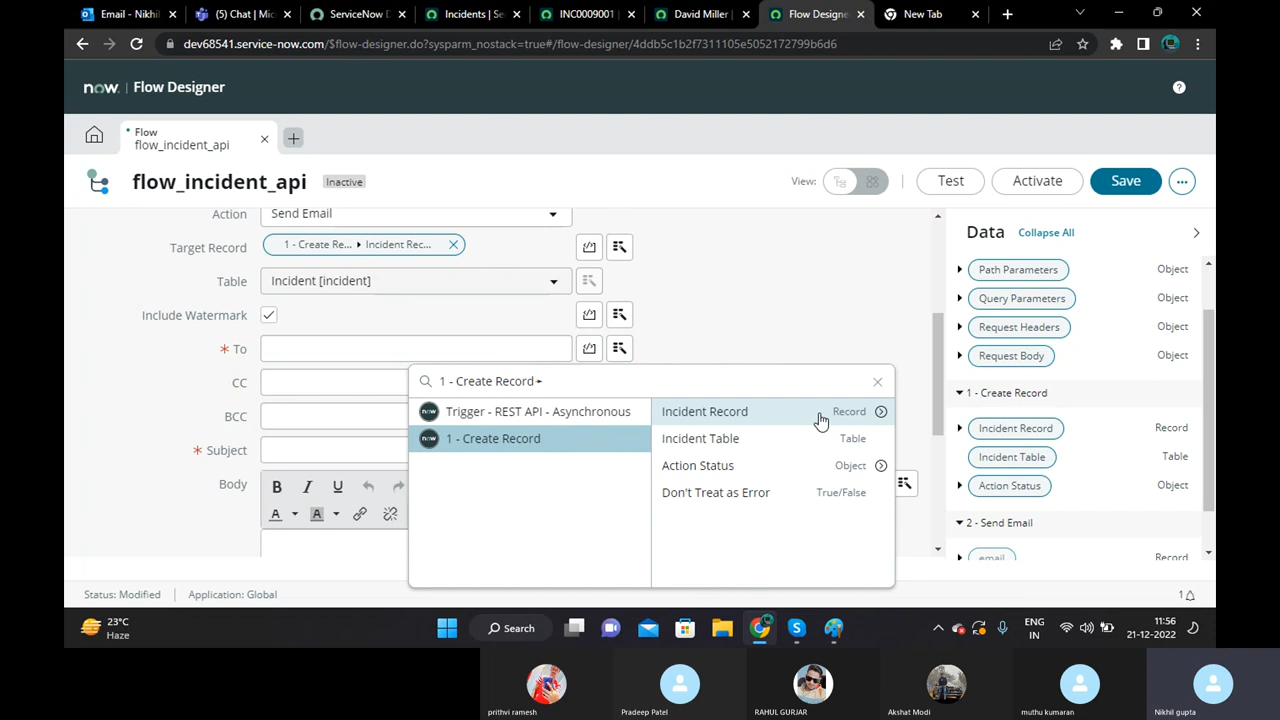 Email - Nikhil
(5) Chat | Mic
ServiceNow D
Incidents | Se
INC0009001
David Miller |
Flow Designe
New Tab
dev68541.service-now.com/$flow-designer.do?sysparm_nostack=true#/flow-designer/4ddb5c1b2f7311105e5052172799b6d6
now. Flow Designer
Flow
flow_incident_api
flow_incident_api Inactive View: Test Activate Save
Action Send Email
Target Record 1 - Create Re... Incident Rec...
Table Incident [incident]
Include Watermark
* To
CC
BCC
* Subject
Body B I U
A A
1 - Create Record
now Trigger - REST API - Asynchronous
now 1 - Create Record
Incident Record Record
Incident Table Table
Action Status Object
Don't Treat as Error True/False
Data Collapse All
Path Parameters Object
Query Parameters Object
Request Headers Object
Request Body Object
1 - Create Record
Incident Record Record
Incident Table Table
Action Status Object
2 - Send Email
email Record
Status: Modified Application: Global 1
23°C
Haze
Search
ENG
IN
11:56
21-12-2022
prithvi ramesh
Pradeep Patel
RAHUL GURJAR
Akshat Modi
muthu kumaran
Nikhil gupta